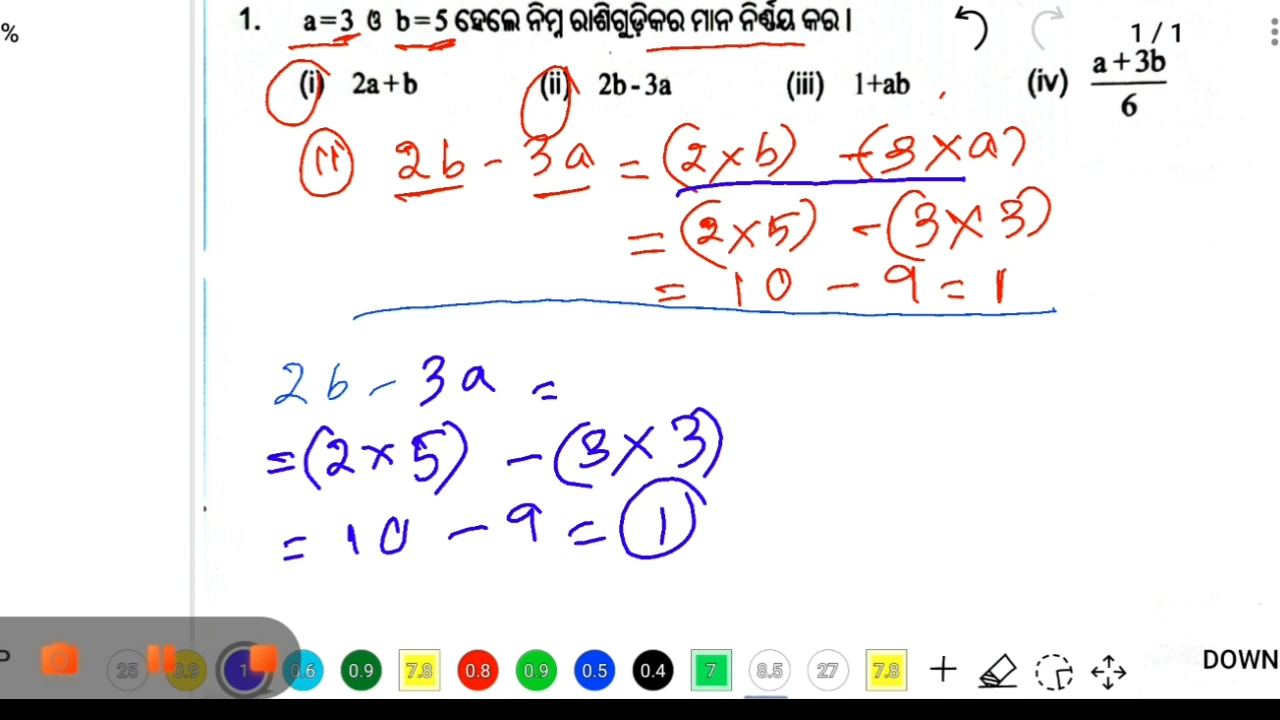 %
1. a=3 ଓ b=5 ହେଲେ ନିମ୍ନ ରାଶିଗୁଡ଼ିକର ମାନ ନିର୍ଣ୍ଣୟ କର।
1 / 1
(i) 2a+b (ii) 2b-3a (iii) 1+ab (iv) a+3b/6
(ii) 2b - 3a = (2×b) -(3×a)
= (2×5) -(3×3)
= 10 - 9 = 1
2b - 3a =
=(2×5) -(3×3)
= 10 - 9 = 1
P 25 0.9 1 0.6 0.9 7.8 0.8 0.9 0.5 0.4 7 8.5 27 7.8 DOWN